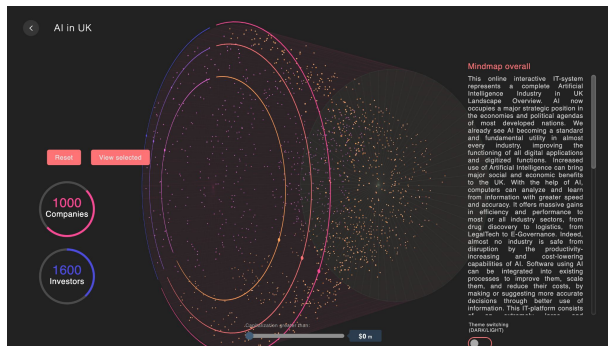 AI in UK
Reset
View selected
1000
Companies
1600
Investors
Mindmap overall
This online interactive IT-system
represents a complete Artificial
Intelligence Industry in UK
Landscape Overview. AI now
occupies a major strategic position in
the economies and political agendas
of most developed nations. We
already see AI becoming a standard
and fundamental utility in almost
every industry, improving the
functioning of all digital applications
and digitized functions. Increased
use of Artificial Intelligence can bring
major social and economic benefits
to the UK. With the help of AI,
computers can analyze and learn
from information with greater speed
and accuracy. It offers massive gains
in efficiency and performance to
most or all industry sectors, from
drug discovery to logistics, from
LegalTech to E-Governance. Indeed,
almost no industry is safe from
disruption by the productivity-
increasing and cost-lowering
capabilities of AI. Software using AI
can be integrated into existing
processes to improve them, scale
them, and reduce their costs, by
making or suggesting more accurate
decisions through better use of
information. This IT-platform consists
Capitalization greater than:
$0 m
Theme switching
(DARK/LIGHT)